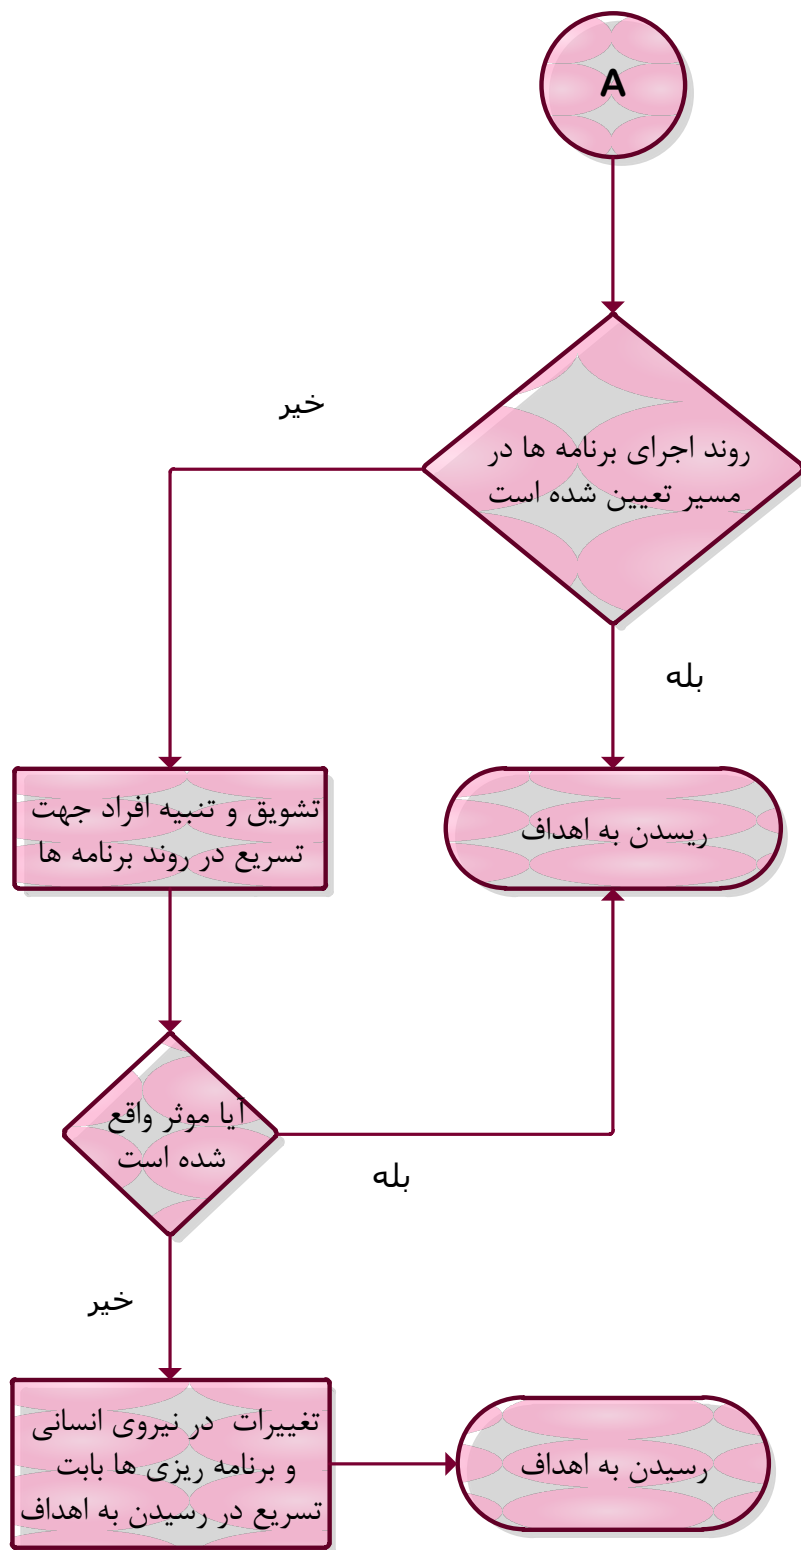 A
خیر
روند اجرای برنامه ها در
مسیر تعیین شده است
بله
تشویق و تنبیه افراد جهت
تسریع در روند برنامه ها
ریسدن به اهداف
آیا موثر واقع
شده است
بله
خیر
تغییرات در نیروی انسانی
و برنامه ریزی ها بابت
تسریع در رسیدن به اهداف
رسیدن به اهداف